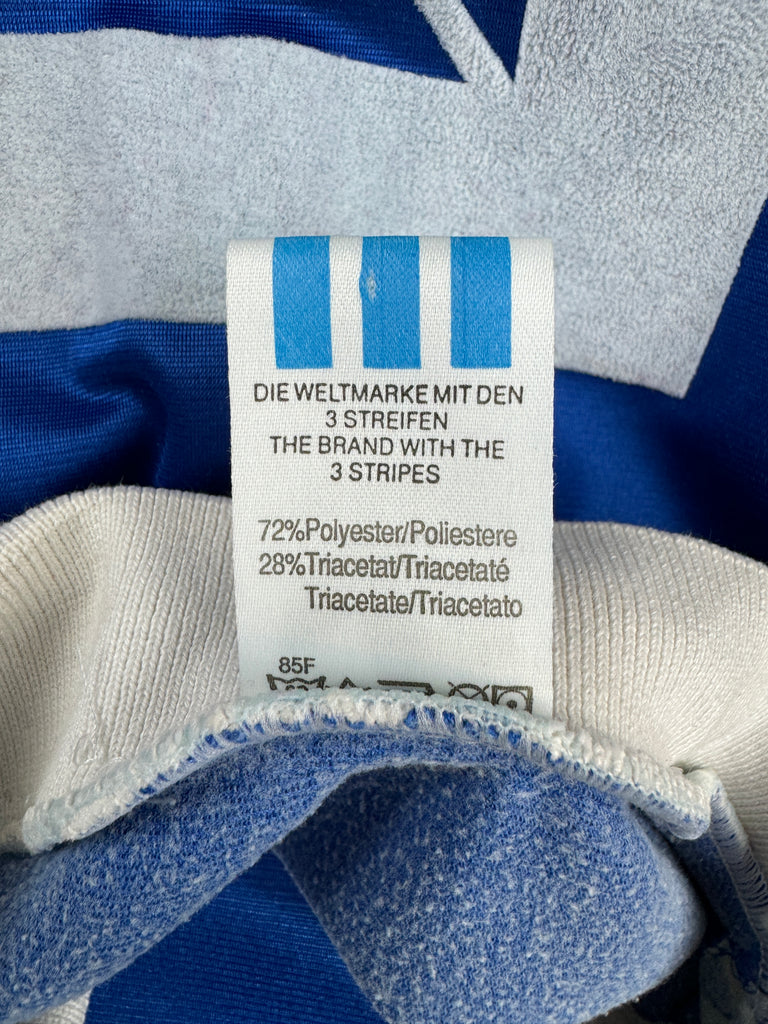 DIE WELTMARKE MIT DEN
3 STREIFEN
THE BRAND WITH THE
3 STRIPES
72%Polyester/Poliestere
28%Triacetat/Triacetaté
Triacetate/Triacetato
85F